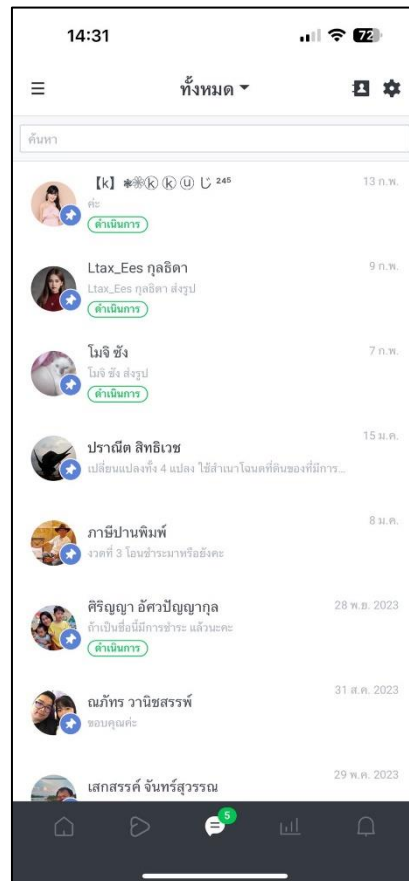 14:31
72
ทั้งหมด
ค้นหา
【k】❃❊ⓚ ⓚ ⓤ じ ²⁴⁵
13 ก.พ.
ค่ะ
ดำเนินการ
Ltax_Ees กุลธิดา
9 ก.พ.
Ltax_Ees กุลธิดา ส่งรูป
ดำเนินการ
โมจิ ซัง
7 ก.พ.
โมจิ ซัง ส่งรูป
ดำเนินการ
ปราณีต สิทธิเวช
15 ม.ค.
เปลี่ยนแปลงทั้ง 4 แปลง ใช้สำเนาโฉนดที่ดินของที่มีการ...
ภาษีปานพิมพ์
8 ม.ค.
งวดที่ 3 โอนชำระมาหรือยังคะ
ศิริญญา อัศวปัญญากุล
28 พ.ย. 2023
ถ้าเป็นชื่อนี้มีการชำระ แล้วนะคะ
ดำเนินการ
ณภัทร วานิชสรรพ์
31 ส.ค. 2023
ขอบคุณค่ะ
เสกสรรค์ จันทร์สุวรรณ
29 พ.ค. 2023
5